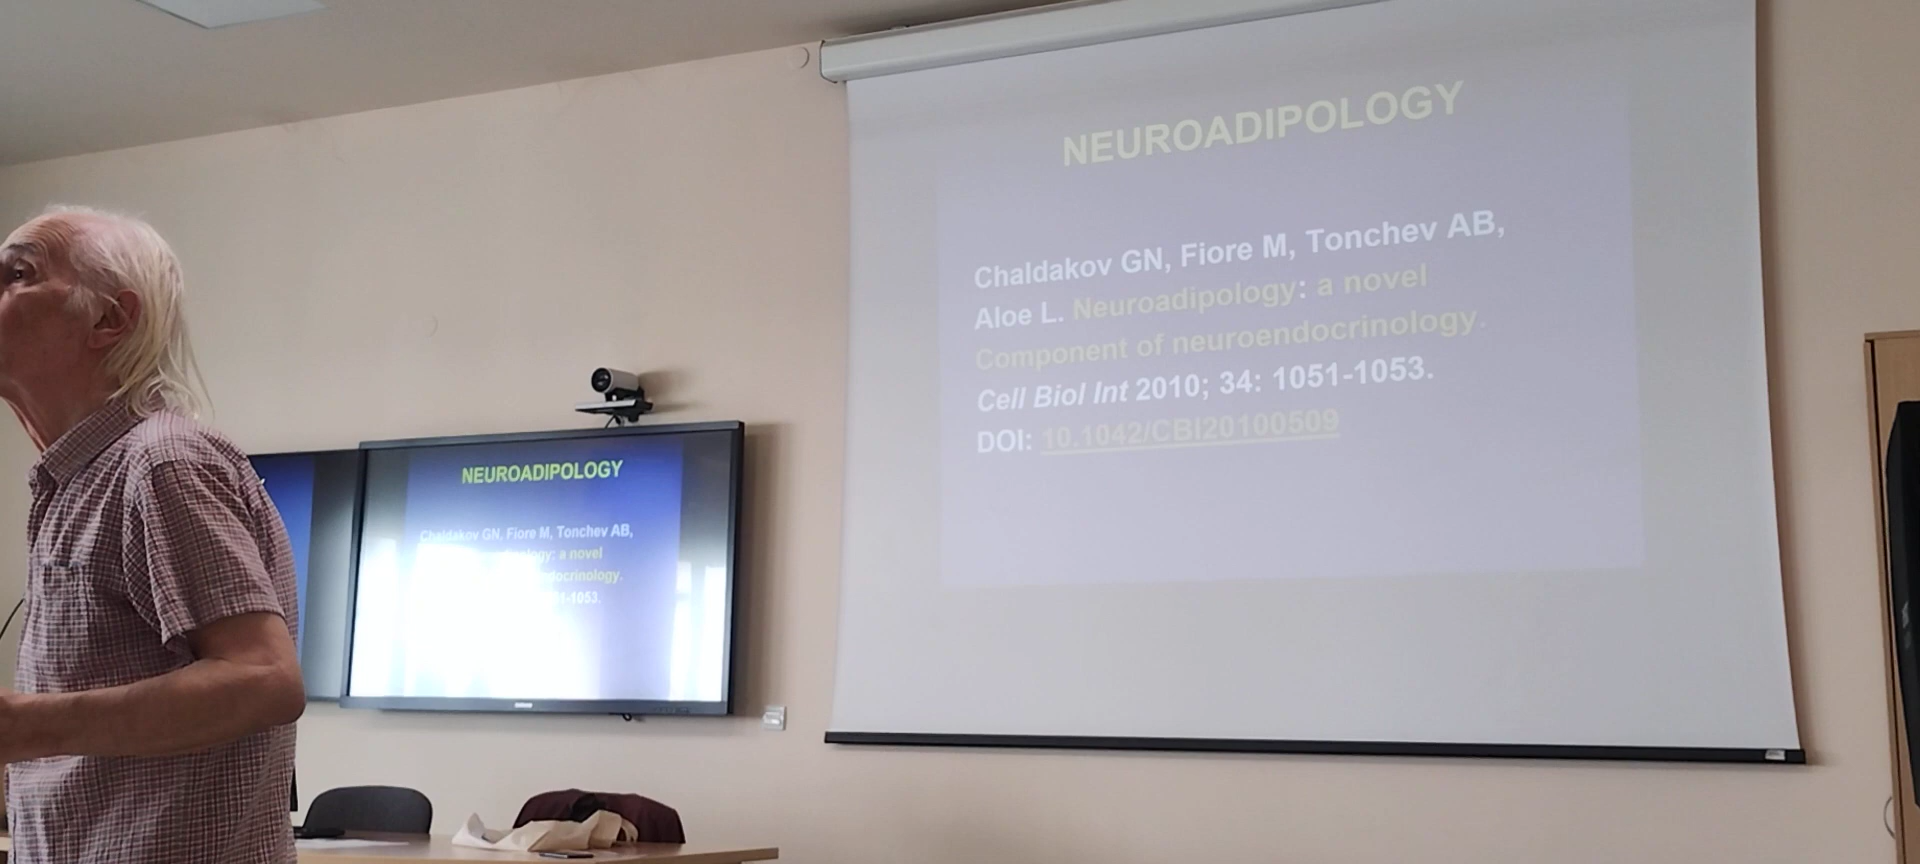 NEUROADIPOLOGY
Chaldakov GN, Fiore M, Tonchev AB,
Aloe L. Neuroadipology: a novel
Component of neuroendocrinology.
Cell Biol Int 2010; 34: 1051-1053.
DOI: 10.1042/CBI20100509
NEUROADIPOLOGY
Chaldakov GN, Fiore M, Tonchev AB,
: a novel